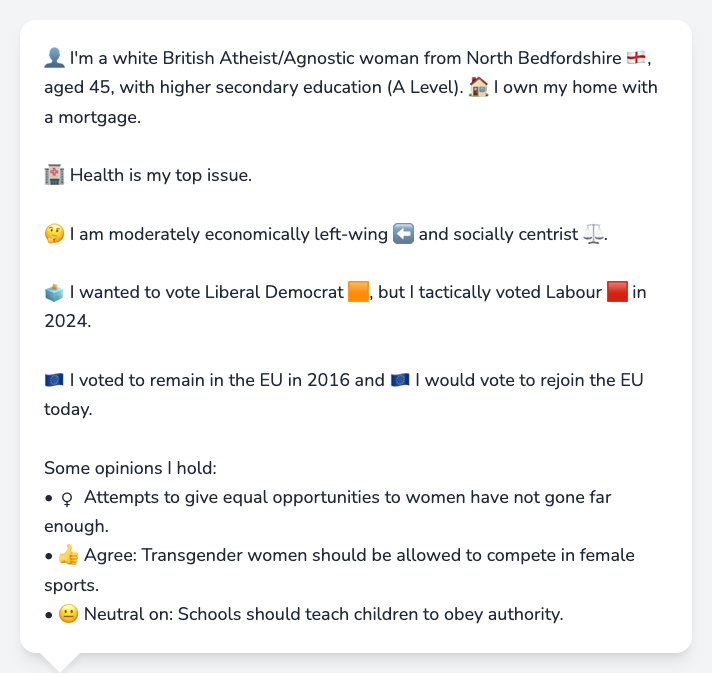 👤 I'm a white British Atheist/Agnostic woman from North Bedfordshire 🏴󠁧󠁢󠁥󠁮󠁧󠁿,
aged 45, with higher secondary education (A Level). 🏠 I own my home with
a mortgage.
🏥 Health is my top issue.
🤔 I am moderately economically left-wing ⬅️ and socially centrist ⚖️.
🗳️ I wanted to vote Liberal Democrat 🟧, but I tactically voted Labour 🟥 in
2024.
🇪🇺 I voted to remain in the EU in 2016 and 🇪🇺 I would vote to rejoin the EU
today.
Some opinions I hold:
• ♀ Attempts to give equal opportunities to women have not gone far
enough.
• 👍 Agree: Transgender women should be allowed to compete in female
sports.
• 😐 Neutral on: Schools should teach children to obey authority.